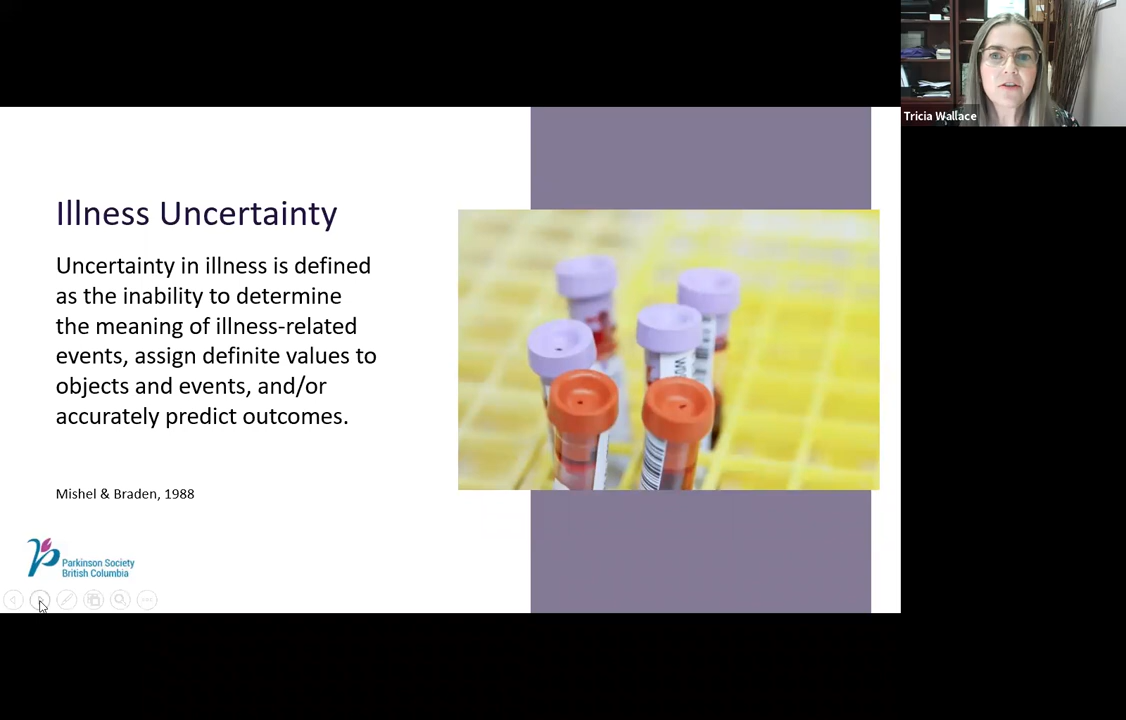 Tricia Wallace
Illness Uncertainty
Uncertainty in illness is defined
as the inability to determine
the meaning of illness-related
events, assign definite values to
objects and events, and/or
accurately predict outcomes.
Mishel & Braden, 1988
Parkinson Society
British Columbia